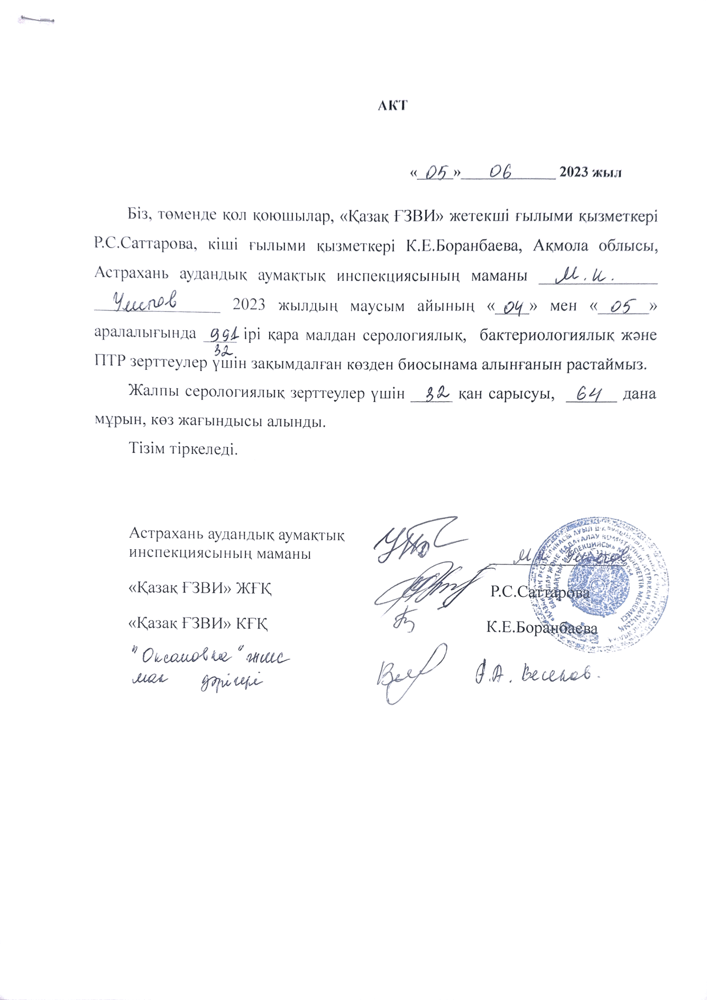 АКТ
«05» 06 2023 жыл
Біз, төменде қол қоюшылар, «Қазақ ҒЗВИ» жетекші ғылыми қызметкері
Р.С.Саттарова, кіші ғылыми қызметкері К.Е.Боранбаева, Ақмола облысы,
Астрахань аудандық аумақтық инспекциясының маманы М.И.
2023 жылдың маусым айының «04» мен «05»
аралалығында 991 ірі қара малдан серологиялық, бактериологиялық және
32
ПТР зерттеулер үшін зақымдалған көзден биосынама алынғанын растаймыз.
Жалпы серологиялық зерттеулер үшін 32 қан сарысуы, 64 дана
мұрын, көз жағындысы алынды.
Тізім тіркеледі.
Астрахань аудандық аумақтық
инспекциясының маманы
«Қазақ ҒЗВИ» ЖҒҚ Р.С.Саттарова
«Қазақ ҒЗВИ» КҒҚ К.Е.Боранбаева
"Оксановка" жшс
мал дәрігері